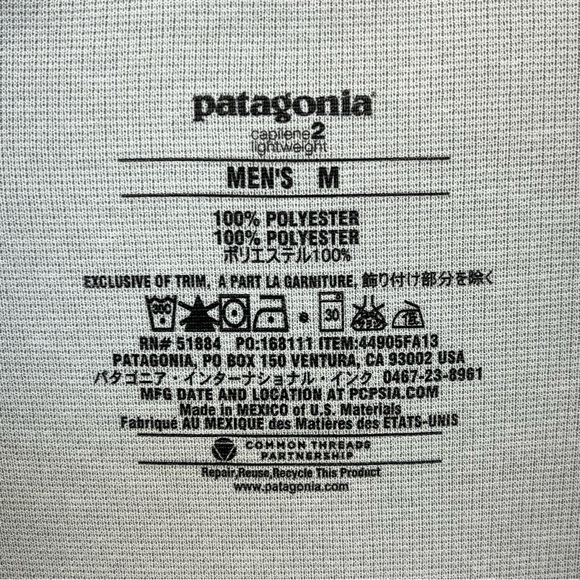 patagonia®
capilene 2
lightweight
MEN'S M
100% POLYESTER
100% POLYESTER
ポリエステル100%
EXCLUSIVE OF TRIM. A PART LA GARNITURE. 飾り付け部分を除く
30
RN# 51884 PO:168111 ITEM:44905FA13
PATAGONIA, PO BOX 150 VENTURA, CA 93002 USA
パタゴニア・インターナショナル・インク 0467-23-8961
MFG DATE AND LOCATION AT PCPSIA.COM
Made in MEXICO of U.S. Materials
Fabriqué AU MEXIQUE des Matières des ÉTATS-UNIS
COMMON THREADS
PARTNERSHIP
Repair,Reuse,Recycle This Product
www.patagonia.com